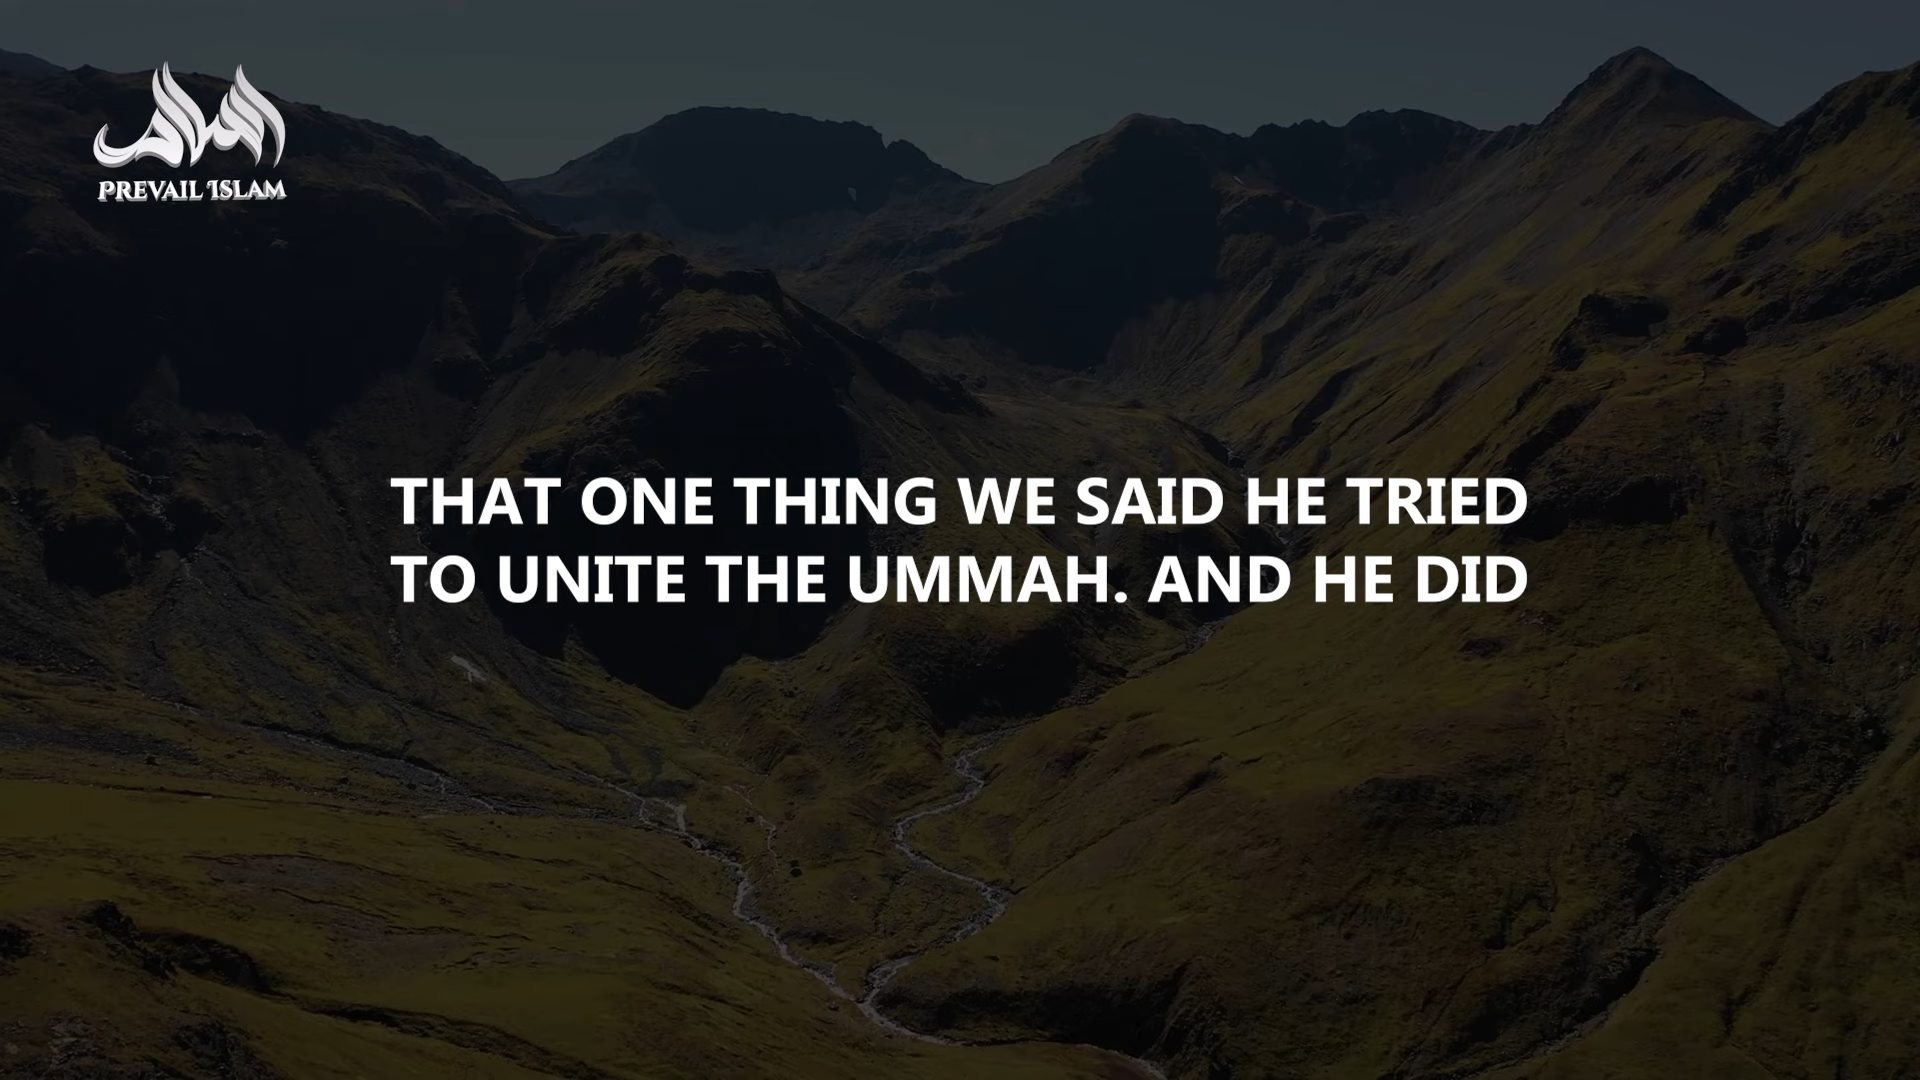 PREVAIL ISLAM
THAT ONE THING WE SAID HE TRIED
TO UNITE THE UMMAH. AND HE DID